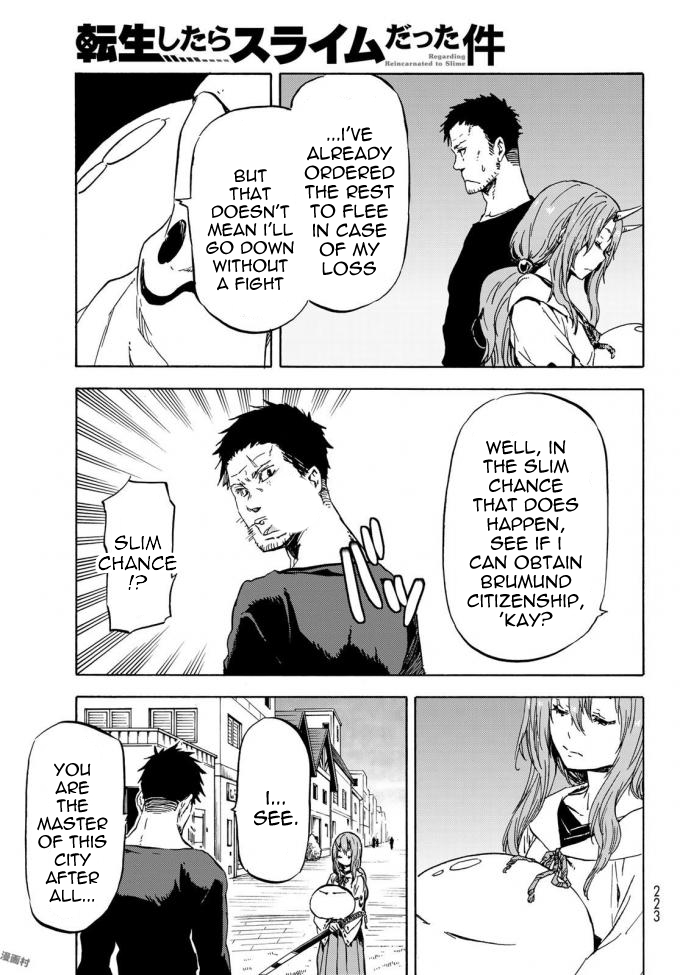 転生したらスライムだった件
Regarding
Reincarnated to Slime
...I'VE
ALREADY
ORDERED
THE REST
TO FLEE
IN CASE
OF MY
LOSS
BUT
THAT
DOESN'T
MEAN I'LL
GO DOWN
WITHOUT
A FIGHT
WELL, IN
THE SLIM
CHANCE
THAT DOES
HAPPEN,
SEE IF I
CAN OBTAIN
BRUMUND
CITIZENSHIP,
'KAY?
SLIM
CHANCE
!?
I...
SEE.
YOU
ARE
THE
MASTER
OF THIS
CITY
AFTER
ALL...
223
漫画村